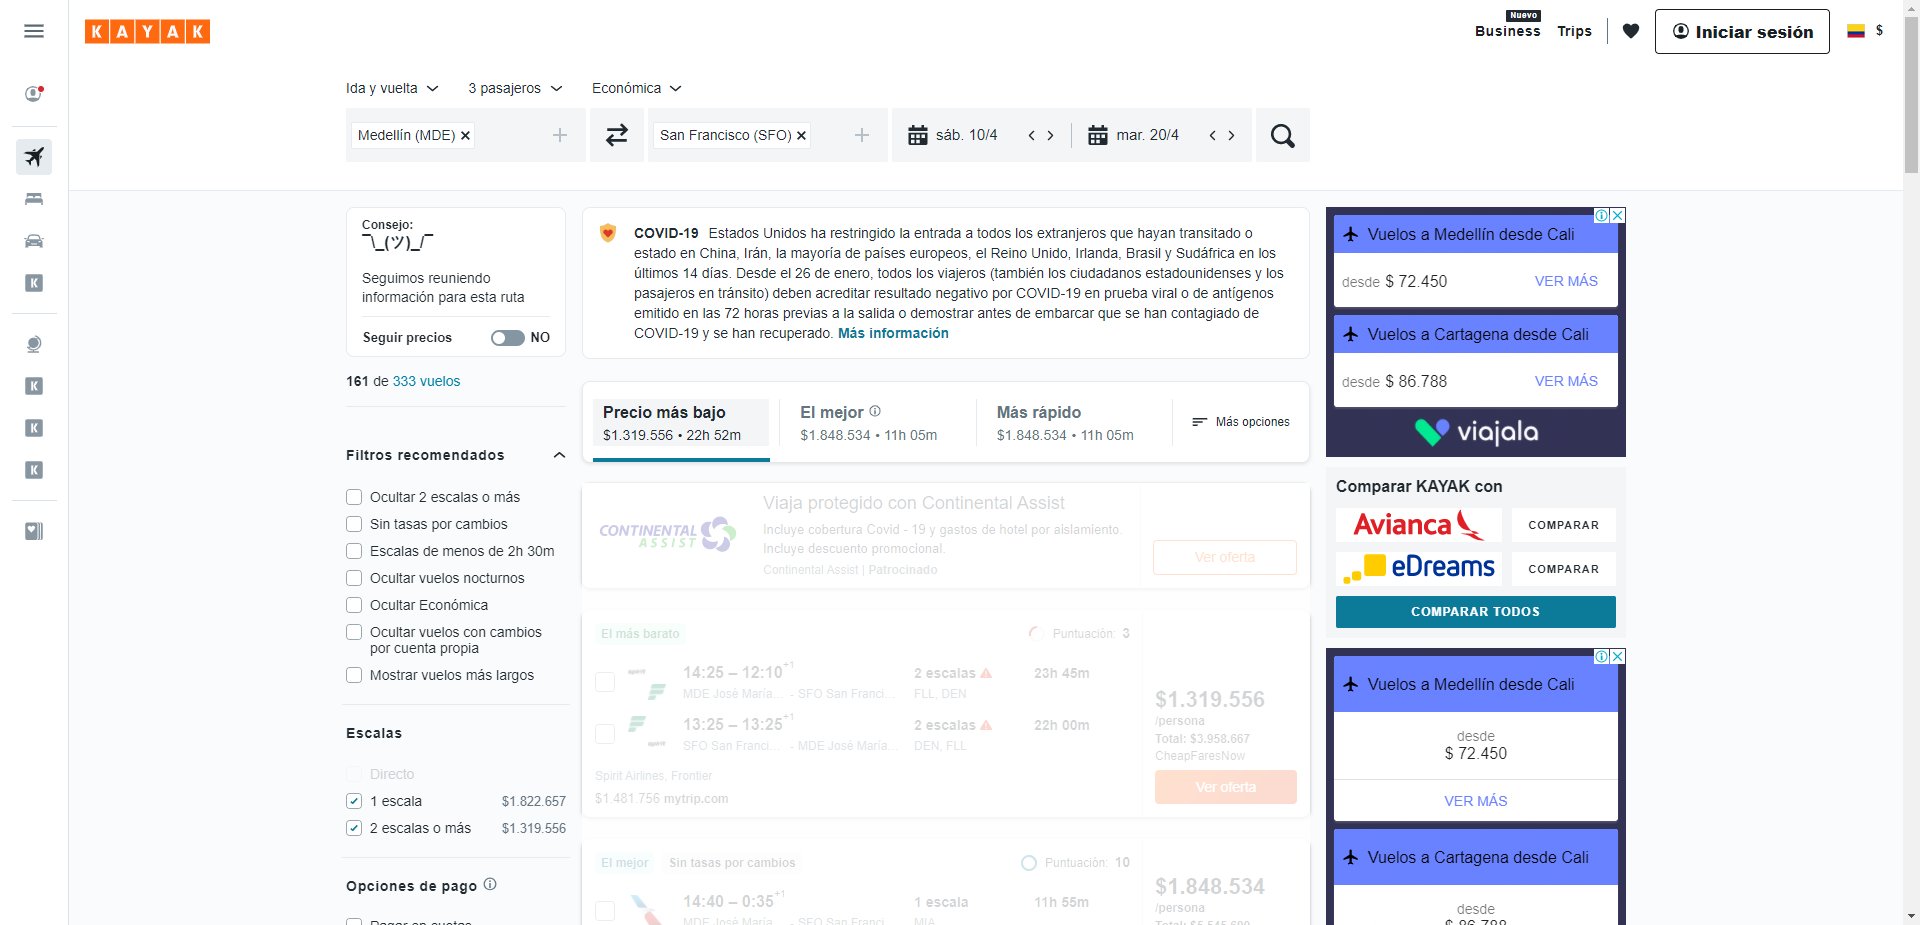 KAYAK
Nuevo
Business
Trips
Iniciar sesión
$
Ida y vuelta
3 pasajeros
Económica
Medellín (MDE)
San Francisco (SFO)
sáb. 10/4
mar. 20/4
Consejo:
¯\_(ツ)_/¯
Seguimos reuniendo
información para esta ruta
Seguir precios
NO
161 de 333 vuelos
Filtros recomendados
Ocultar 2 escalas o más
Sin tasas por cambios
Escalas de menos de 2h 30m
Ocultar vuelos nocturnos
Ocultar Económica
Ocultar vuelos con cambios
por cuenta propia
Mostrar vuelos más largos
Escalas
Directo
1 escala $1.822.657
2 escalas o más $1.319.556
Opciones de pago
Pagar en cuotas
K
K
K
K
COVID-19 Estados Unidos ha restringido la entrada a todos los extranjeros que hayan transitado o
estado en China, Irán, la mayoría de países europeos, el Reino Unido, Irlanda, Brasil y Sudáfrica en los
últimos 14 días. Desde el 26 de enero, todos los viajeros (también los ciudadanos estadounidenses y los
pasajeros en tránsito) deben acreditar resultado negativo por COVID-19 en prueba viral o de antígenos
emitido en las 72 horas previas a la salida o demostrar antes de embarcar que se han contagiado de
COVID-19 y se han recuperado. Más información
Precio más bajo
$1.319.556 • 22h 52m
El mejor
$1.848.534 • 11h 05m
Más rápido
$1.848.534 • 11h 05m
Más opciones
CONTINENTAL
ASSIST
Viaja protegido con Continental Assist
Incluye cobertura Covid - 19 y gastos de hotel por aislamiento.
Incluye descuento promocional.
Continental Assist | Patrocinado
Ver oferta
El más barato
Puntuación: 3
14:25 – 12:10+1
MDE José María... - SFO San Franci...
2 escalas
FLL, DEN
23h 45m
13:25 – 13:25+1
SFO San Franci... - MDE José María...
2 escalas
DEN, FLL
22h 00m
Spirit Airlines, Frontier
$1.481.756 mytrip.com
$1.319.556
/persona
Total: $3.958.667
CheapFaresNow
Ver oferta
El mejor
Sin tasas por cambios
Puntuación: 10
14:40 – 0:35+1
MDE José María... - SFO San Franci...
1 escala
MIA
11h 55m
$1.848.534
/persona
Total: $5.545.600
Vuelos a Medellín desde Cali
desde $ 72.450
VER MÁS
Vuelos a Cartagena desde Cali
desde $ 86.788
VER MÁS
viajala
Comparar KAYAK con
Avianca
COMPARAR
eDreams
COMPARAR
COMPARAR TODOS
Vuelos a Medellín desde Cali
desde
$ 72.450
VER MÁS
Vuelos a Cartagena desde Cali
desde
$ 86.788